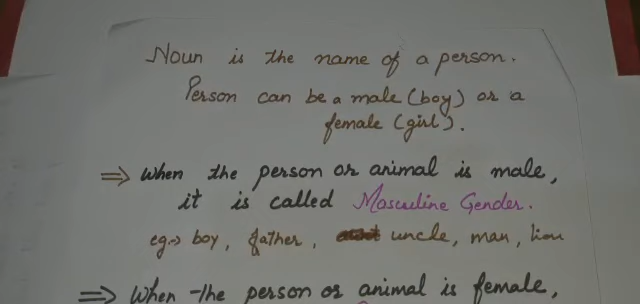 Noun is the name of a person.
Person can be a male (boy) or a
female (girl).
⇒ When the person or animal is male,
it is called Masculine Gender.
eg→ boy, father, uncle, man, lion
⇒ When the person or animal is female,